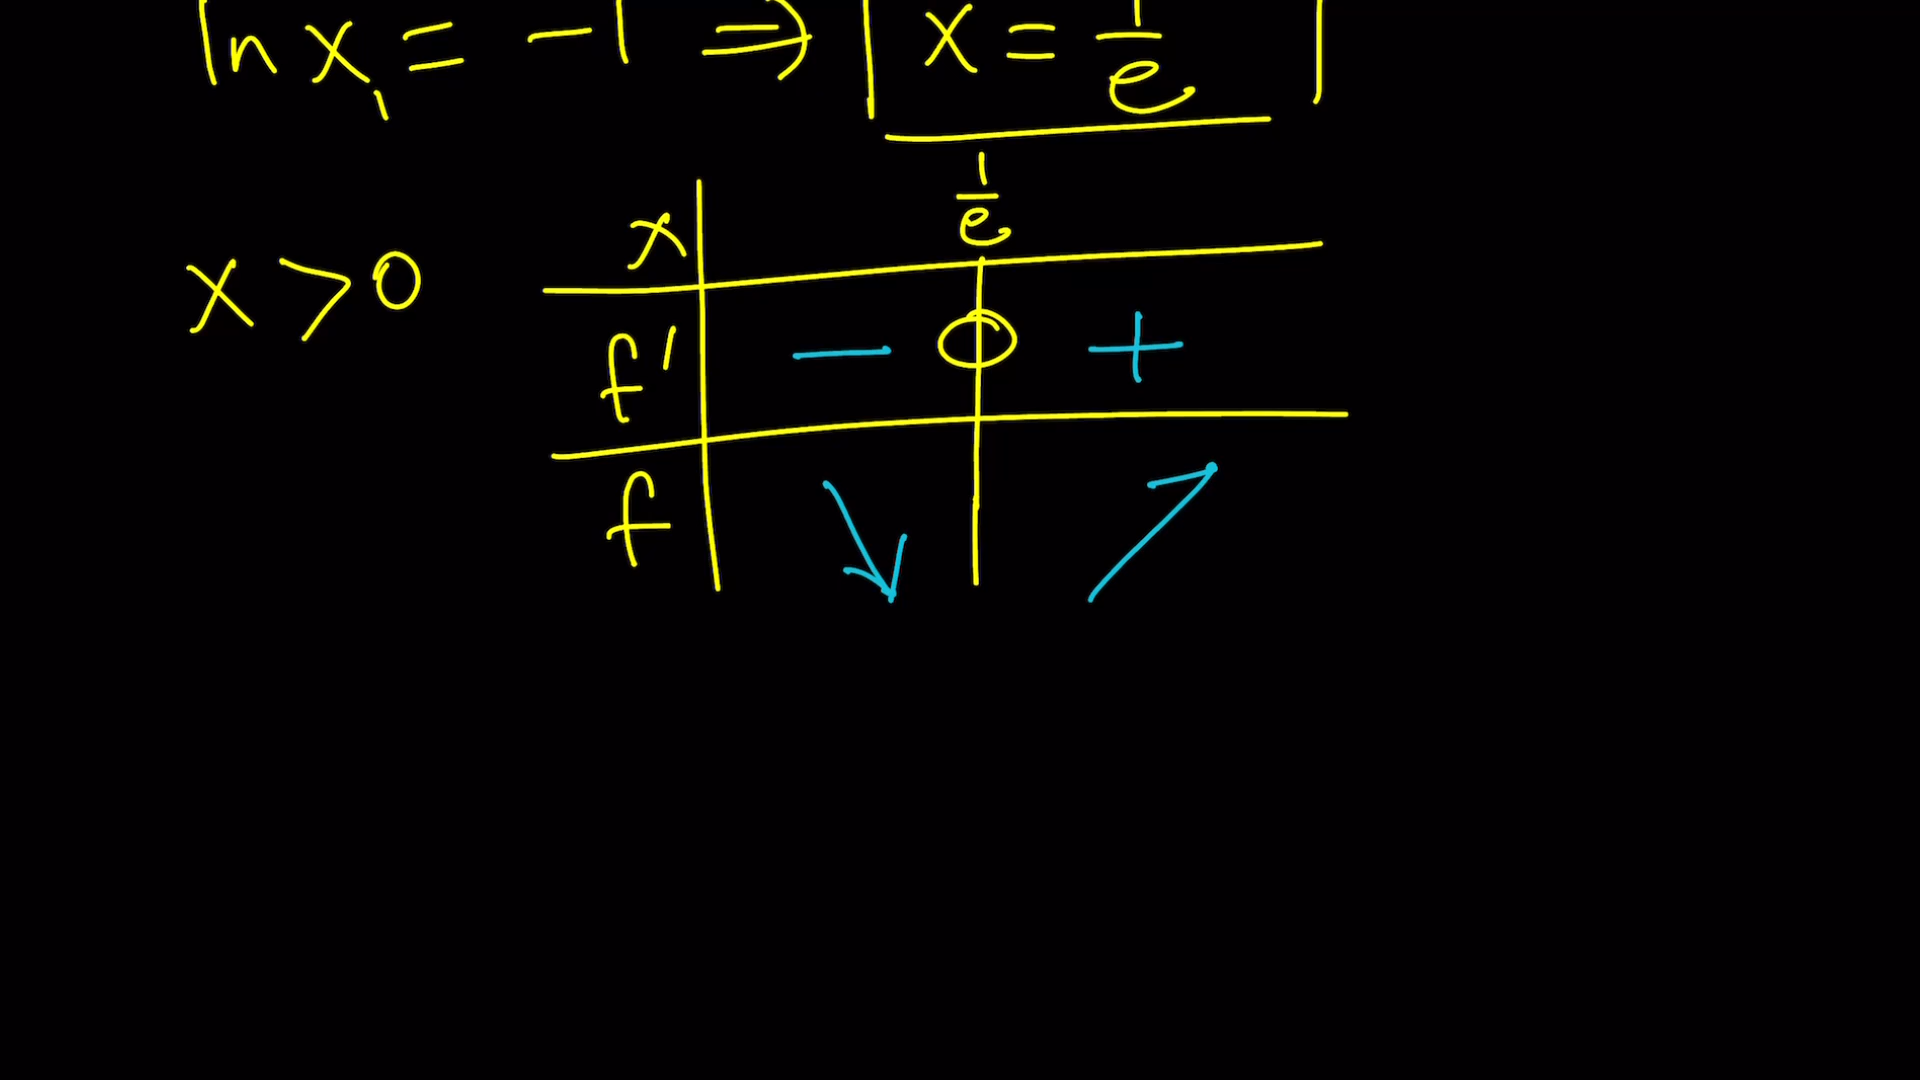 ln x = -1 ⇒ x = 1/e
x | 1/e
x > 0
f' | - 0 +
f | ↘ ↗